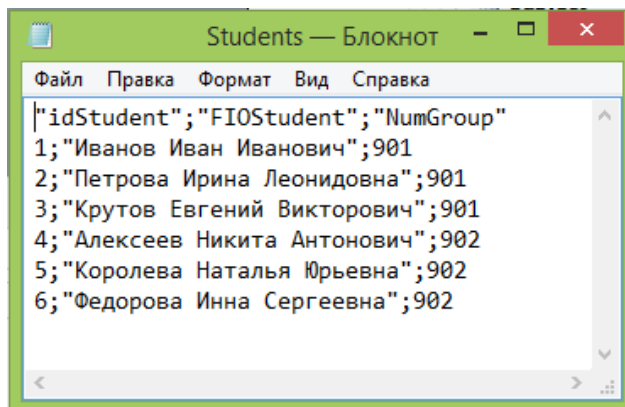 Students — Блокнот
Файл Правка Формат Вид Справка
"idStudent";"FIOStudent";"NumGroup"
1;"Иванов Иван Иванович";901
2;"Петрова Ирина Леонидовна";901
3;"Крутов Евгений Викторович";901
4;"Алексеев Никита Антонович";902
5;"Королева Наталья Юрьевна";902
6;"Федорова Инна Сергеевна";902